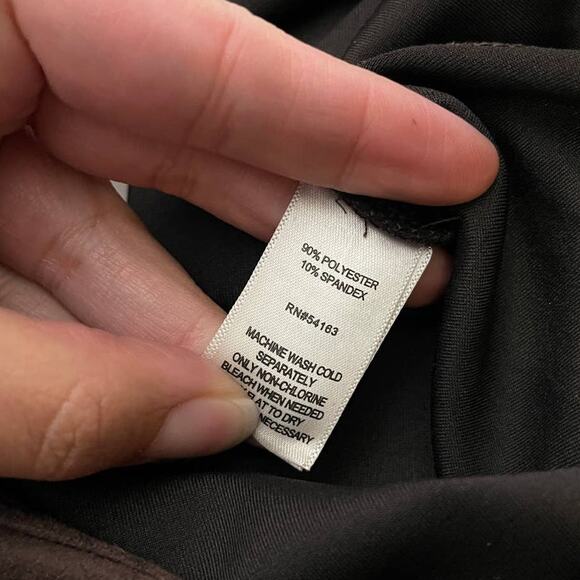 90% POLYESTER
10% SPANDEX
RN#54163
MACHINE WASH COLD
SEPARATELY
ONLY NON-CHLORINE
BLEACH WHEN NEEDED
FLAT TO DRY
NECESSARY